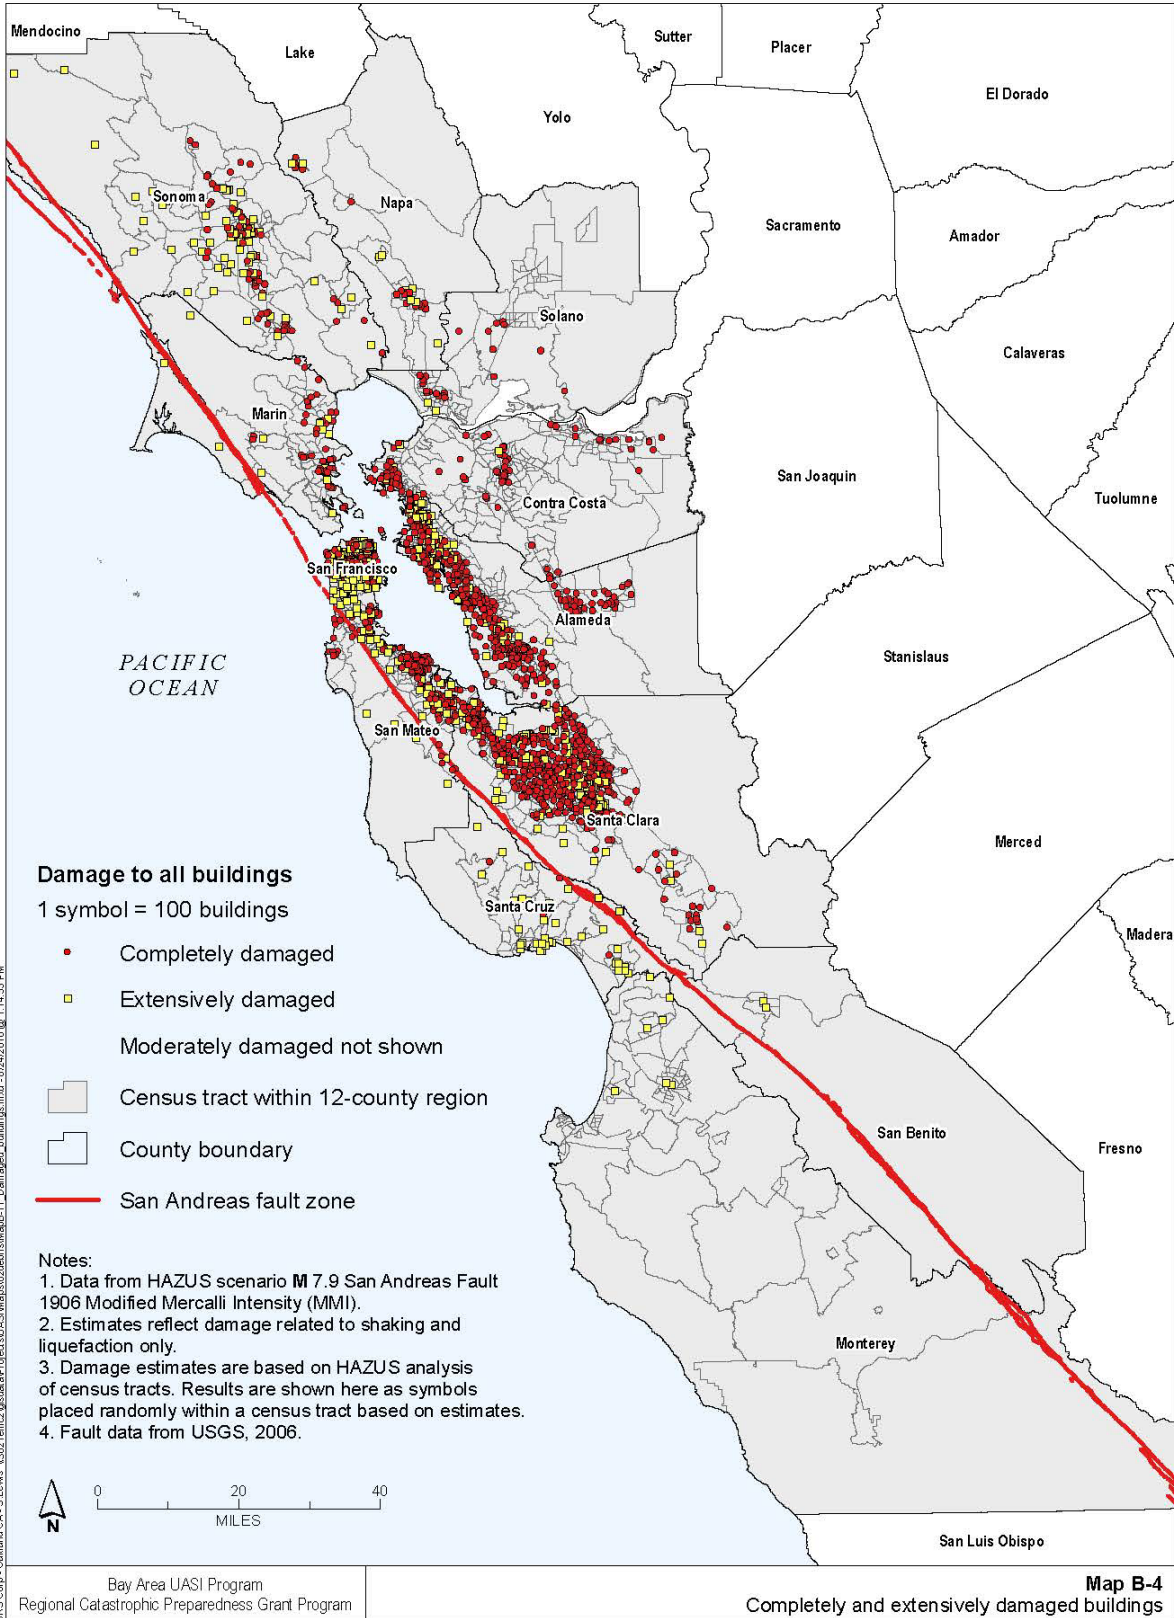 Mendocino
Lake
Sutter
Placer
El Dorado
Yolo
Sonoma
Napa
Sacramento
Amador
Solano
Calaveras
Marin
San Joaquin
Tuolumne
Contra Costa
San Francisco
Alameda
Stanislaus
PACIFIC
OCEAN
San Mateo
Santa Clara
Merced
Santa Cruz
Madera
San Benito
Fresno
Monterey
San Luis Obispo
Damage to all buildings
1 symbol = 100 buildings
Completely damaged
Extensively damaged
Moderately damaged not shown
Census tract within 12-county region
County boundary
San Andreas fault zone
Notes:
1. Data from HAZUS scenario M 7.9 San Andreas Fault
1906 Modified Mercalli Intensity (MMI).
2. Estimates reflect damage related to shaking and
liquefaction only.
3. Damage estimates are based on HAZUS analysis
of census tracts. Results are shown here as symbols
placed randomly within a census tract based on estimates.
4. Fault data from USGS, 2006.
N
0 20 40
MILES
Bay Area UASI Program
Regional Catastrophic Preparedness Grant Program
Map B-4
Completely and extensively damaged buildings